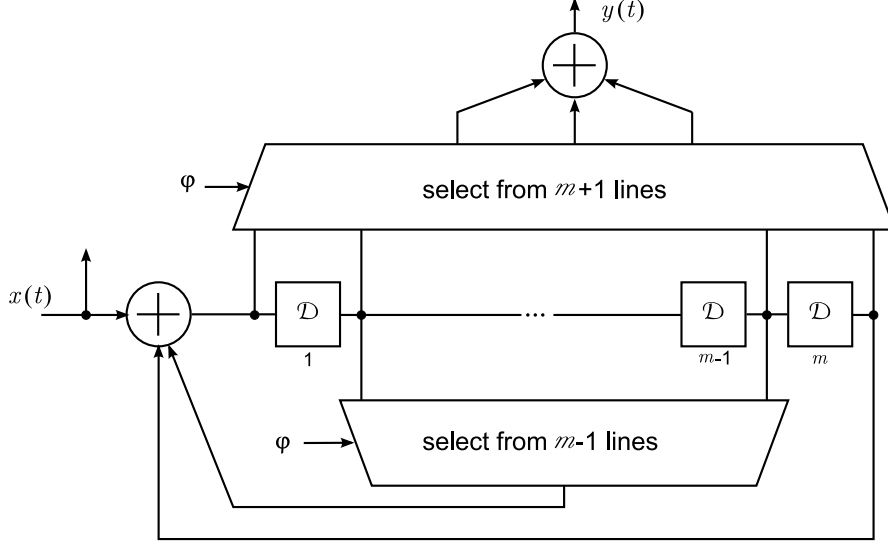 y(t)
φ
select from m+1 lines
x(t)
𝒟
...
𝒟
𝒟
1
m-1
m
φ
select from m-1 lines